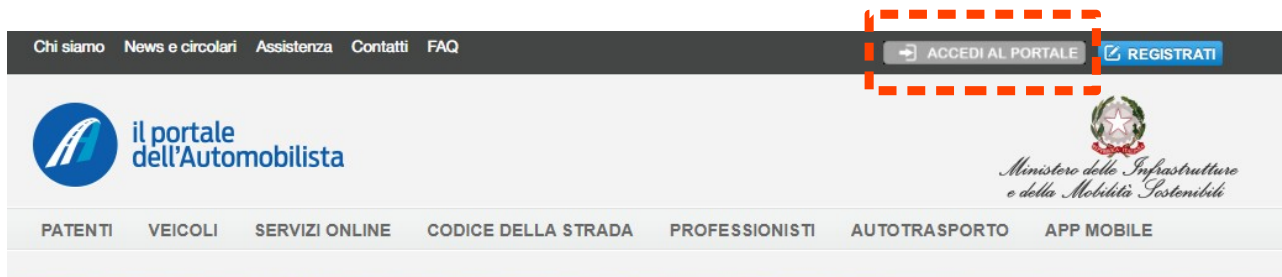 Chi siamo News e circolari Assistenza Contatti FAQ
ACCEDI AL PORTALE REGISTRATI
il portale
dell'Automobilista
Ministero delle Infrastrutture
e della Mobilità Sostenibili
PATENTI VEICOLI SERVIZI ONLINE CODICE DELLA STRADA PROFESSIONISTI AUTOTRASPORTO APP MOBILE